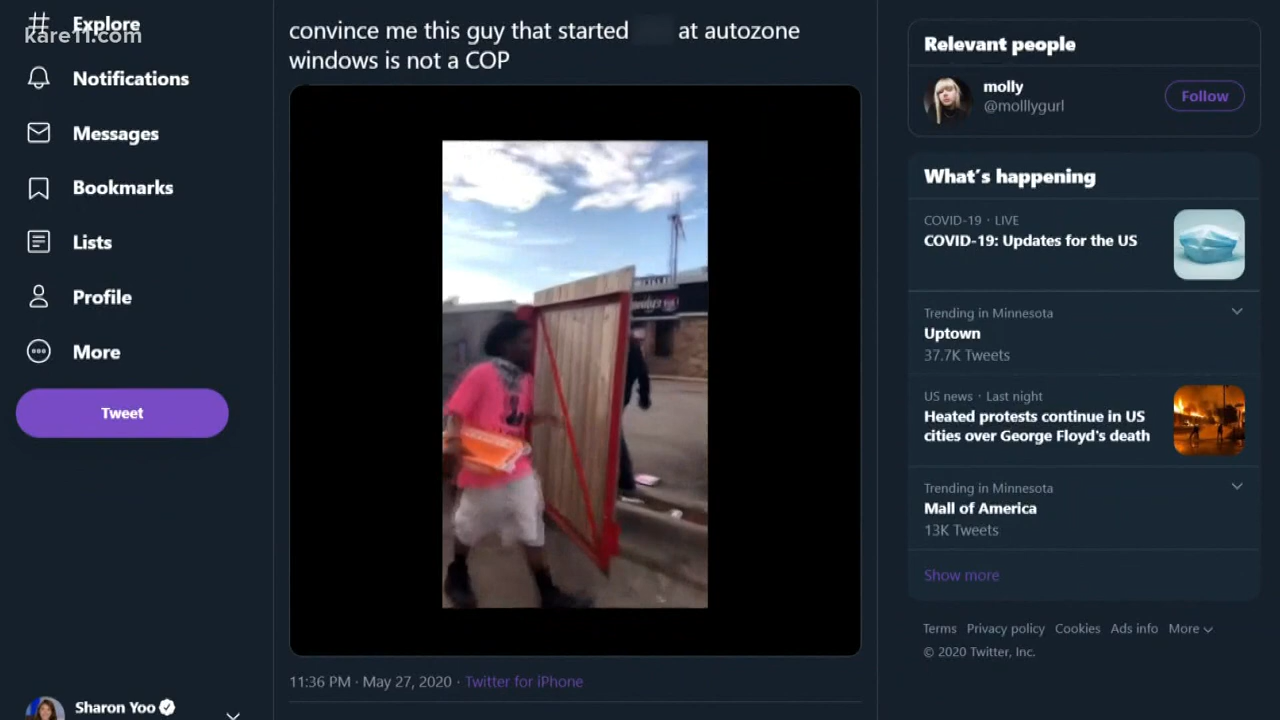 Explore
kare11.com
Notifications
Messages
Bookmarks
Lists
Profile
More
Tweet
Sharon Yoo
convince me this guy that started at autozone
windows is not a COP
11:36 PM · May 27, 2020 · Twitter for iPhone
Relevant people
molly
@molllygurl
Follow
What's happening
COVID-19 · LIVE
COVID-19: Updates for the US
Trending in Minnesota
Uptown
37.7K Tweets
US news · Last night
Heated protests continue in US
cities over George Floyd's death
Trending in Minnesota
Mall of America
13K Tweets
Show more
Terms Privacy policy Cookies Ads info More
© 2020 Twitter, Inc.